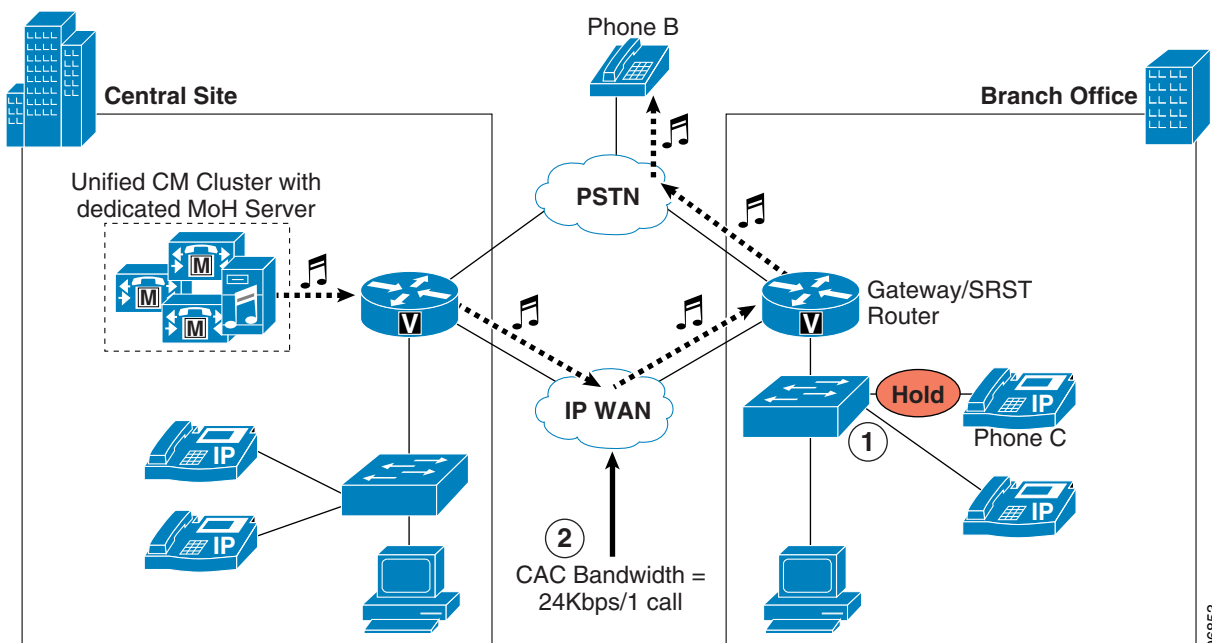 Phone B
Central Site
Branch Office
Unified CM Cluster with
dedicated MoH Server
PSTN
M
M
M
V
V
Gateway/SRST
Router
IP WAN
Hold
IP
Phone C
1
IP
IP
IP
2
CAC Bandwidth =
24Kbps/1 call